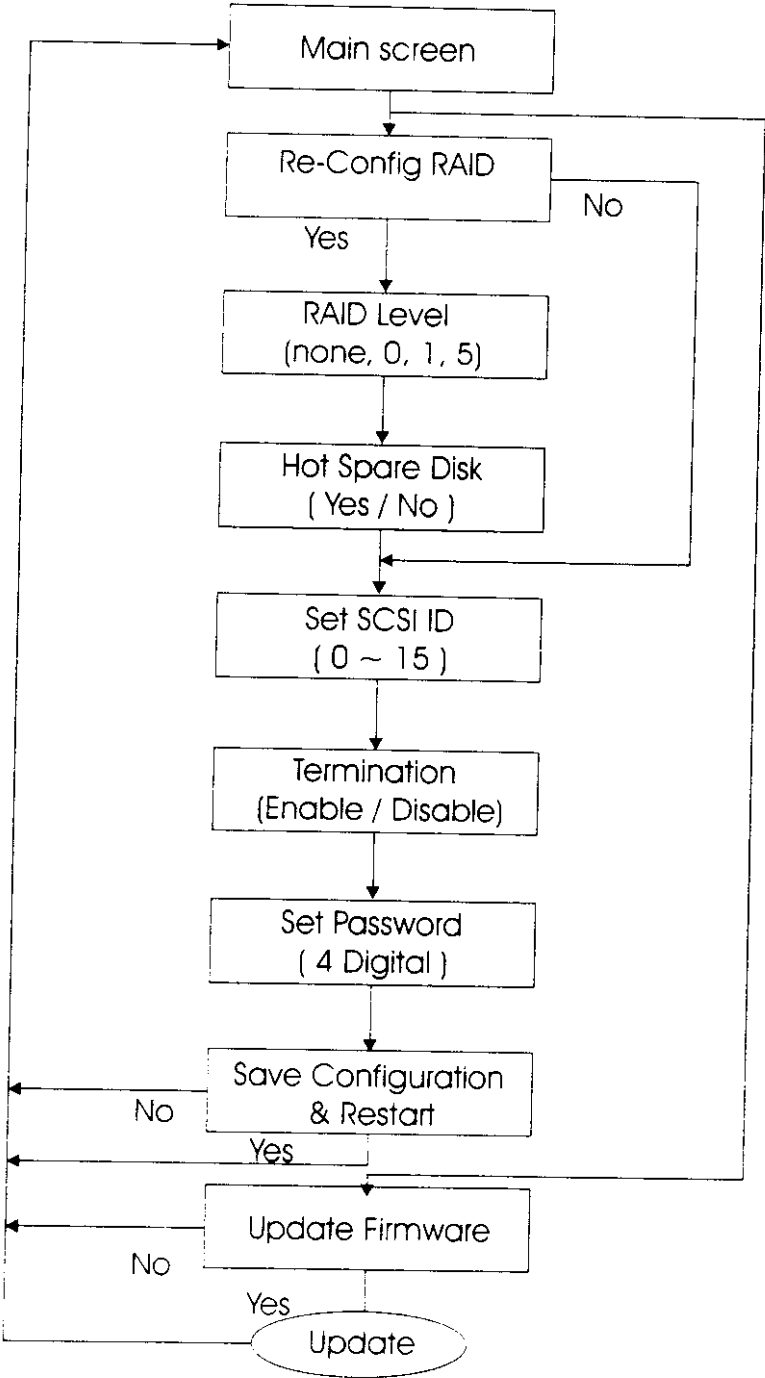 Main screen
Re-Config RAID
No
Yes
RAID Level
(none, 0, 1, 5)
Hot Spare Disk
( Yes / No )
Set SCSI ID
( 0 ~ 15 )
Termination
(Enable / Disable)
Set Password
( 4 Digital )
Save Configuration
& Restart
No
Yes
Update Firmware
No
Yes
Update